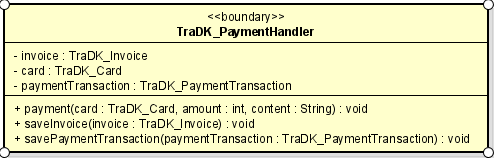 <<boundary>>
TraDK_PaymentHandler
- invoice : TraDK_Invoice
- card : TraDK_Card
- paymentTransaction : TraDK_PaymentTransaction
+ payment(card : TraDK_Card, amount : int, content : String) : void
+ saveInvoice(invoice : TraDK_Invoice) : void
+ savePaymentTransaction(paymentTransaction : TraDK_PaymentTransaction) : void